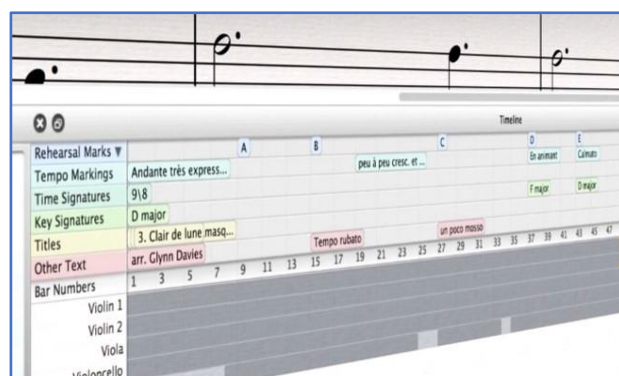 Timeline
Rehearsal Marks ▼ A B C D E
Tempo Markings Andante très express... peu à peu cresc. et ... En animant Calmato
Time Signatures 9\8
Key Signatures D major F major D major
Titles 3. Clair de lune masq...
Other Text arr. Glynn Davies Tempo rubato un poco mosso
Bar Numbers 1 3 5 7 9 11 13 15 17 19 21 23 25 27 29 31 33 35 37 39 41 43 45 47
Violin 1
Violin 2
Viola
Violoncello